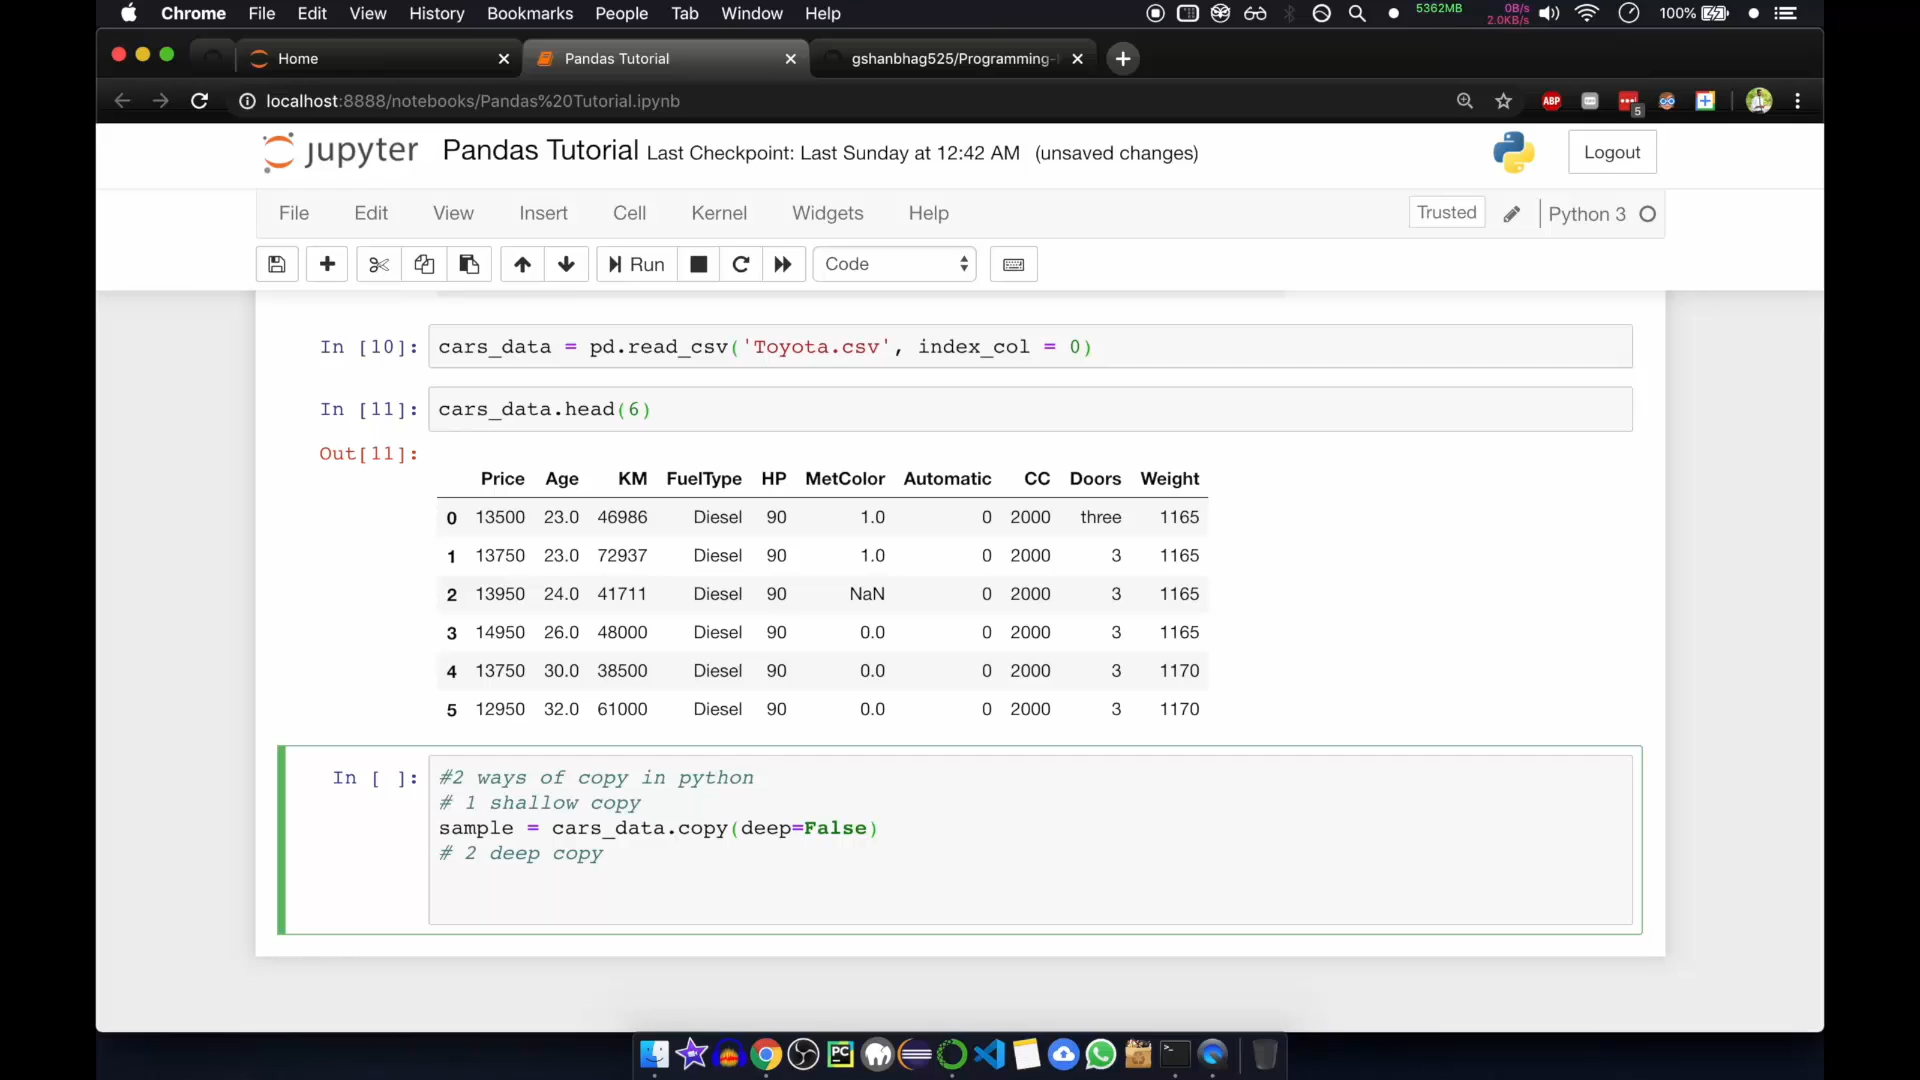 Chrome File Edit View History Bookmarks People Tab Window Help 5362MB 0B/s 2.0KB/s 100%
Home Pandas Tutorial gshanbhag525/Programming-
localhost:8888/notebooks/Pandas%20Tutorial.ipynb ABP 5
jupyter Pandas Tutorial Last Checkpoint: Last Sunday at 12:42 AM (unsaved changes) Logout
File Edit View Insert Cell Kernel Widgets Help Trusted Python 3
Run Code
In [10]: cars_data = pd.read_csv('Toyota.csv', index_col = 0)
In [11]: cars_data.head(6)
Out[11]:
Price Age KM FuelType HP MetColor Automatic CC Doors Weight
0 13500 23.0 46986 Diesel 90 1.0 0 2000 three 1165
1 13750 23.0 72937 Diesel 90 1.0 0 2000 3 1165
2 13950 24.0 41711 Diesel 90 NaN 0 2000 3 1165
3 14950 26.0 48000 Diesel 90 0.0 0 2000 3 1165
4 13750 30.0 38500 Diesel 90 0.0 0 2000 3 1170
5 12950 32.0 61000 Diesel 90 0.0 0 2000 3 1170
In [ ]: #2 ways of copy in python
# 1 shallow copy
sample = cars_data.copy(deep=False)
# 2 deep copy
PC